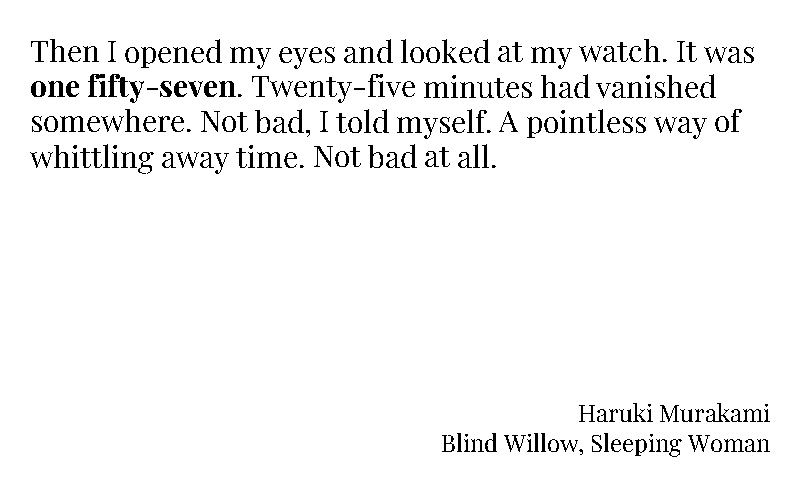 Then I opened my eyes and looked at my watch. It was
one fifty-seven. Twenty-five minutes had vanished
somewhere. Not bad, I told myself. A pointless way of
whittling away time. Not bad at all.
Haruki Murakami
Blind Willow, Sleeping Woman